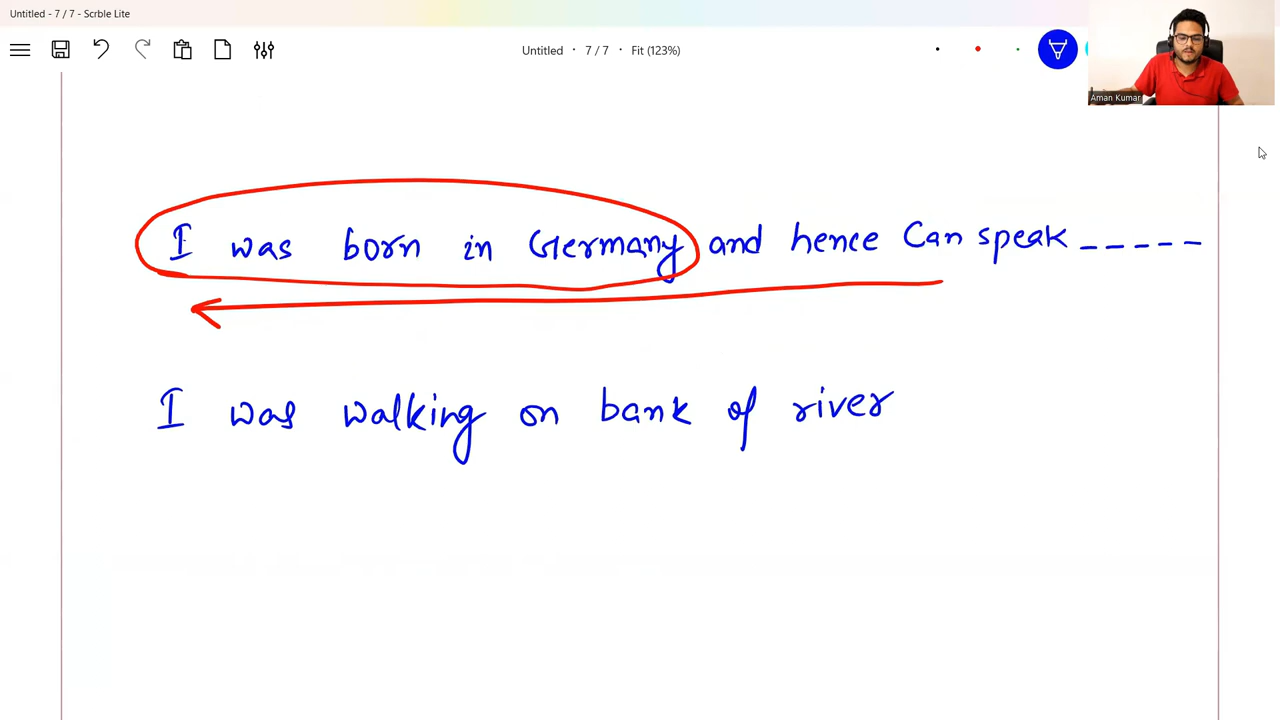 Untitled - 7 / 7 - Scrble Lite
Untitled · 7 / 7 · Fit (123%)
Aman Kumar
I was born in Germany and hence Can speak _ _ _ _ _
I was walking on bank of river